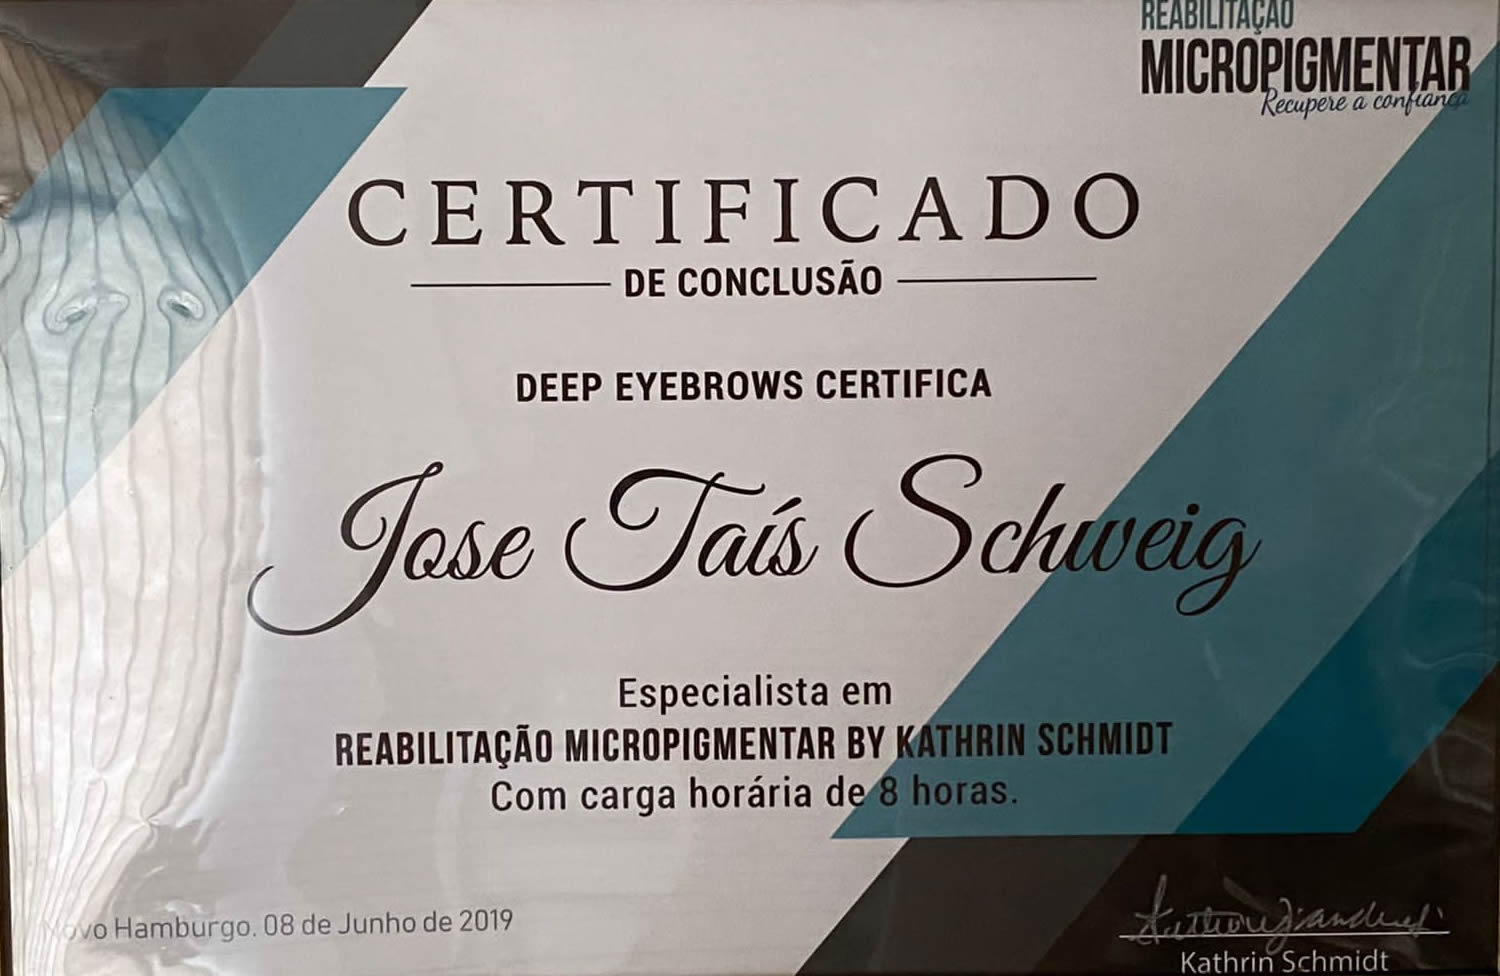 REABILITAÇÃO
MICROPIGMENTAR
Recupere a confiança
CERTIFICADO
DE CONCLUSÃO
DEEP EYEBROWS CERTIFICA
Jose Taís Schweig
Especialista em
REABILITAÇÃO MICROPIGMENTAR BY KATHRIN SCHMIDT
Com carga horária de 8 horas.
Novo Hamburgo, 08 de Junho de 2019
Kathrin Schmidt